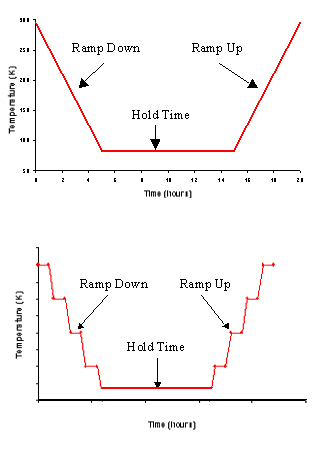 300
Ramp Down
Ramp Up
250
200
150
Hold Time
100
50
0 2 4 6 8 10 12 14 16 18 20
Temperature (K)
Time (hours)
Ramp Down
Ramp Up
Hold Time
Temperature (K)
Time (hours)